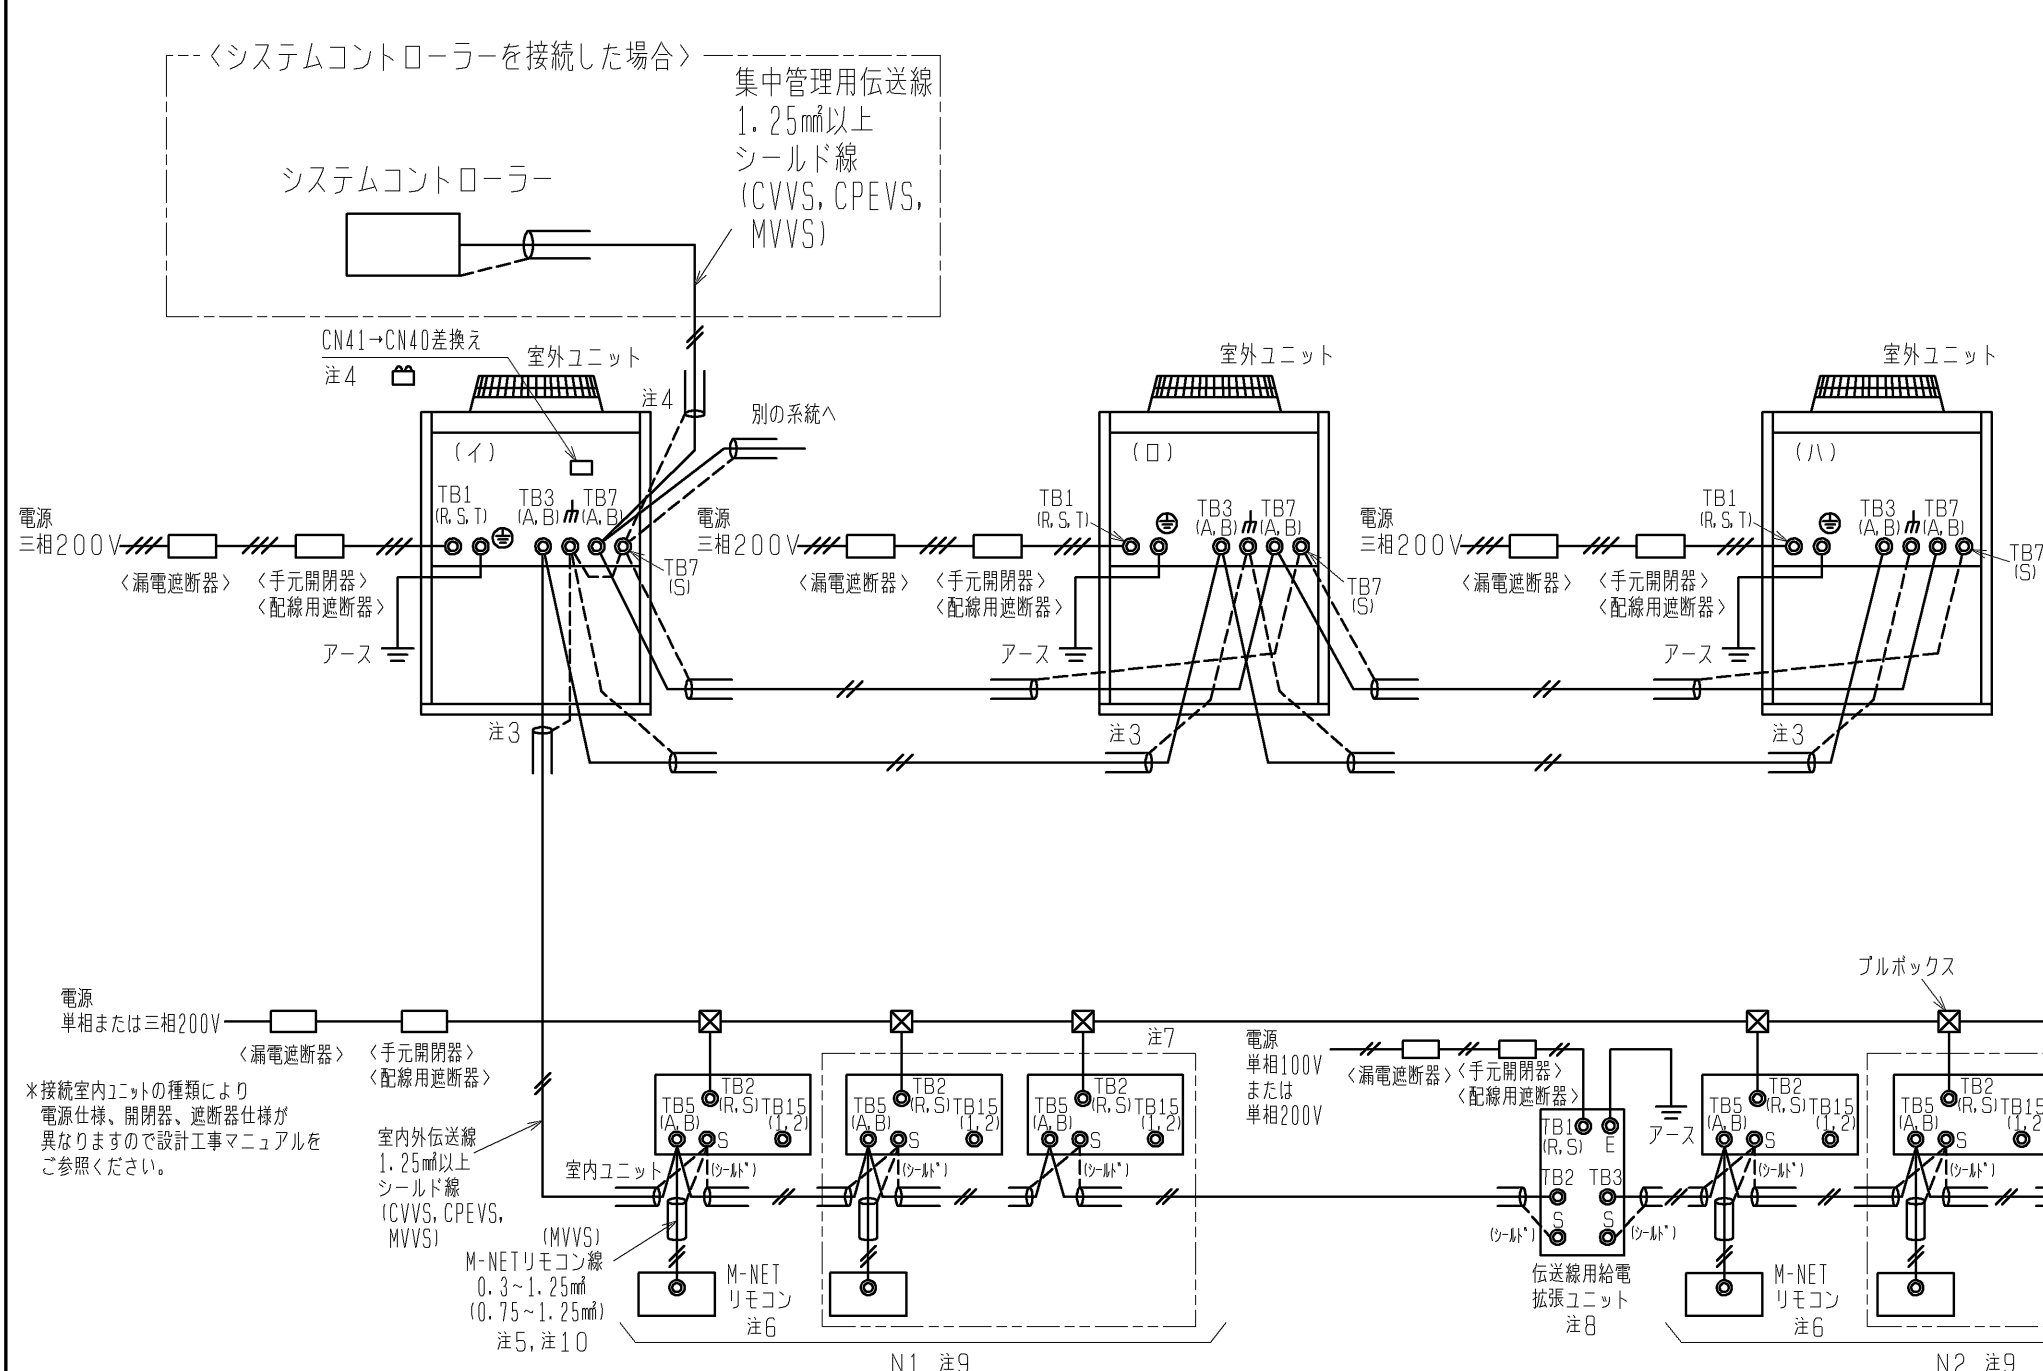 〈システムコントローラーを接続した場合〉
集中管理用伝送線
1.25m㎡以上
シールド線
(CVVS, CPEVS,
MVVS)
システムコントローラー
CN41→CN40差換え
注4
室外ユニット
注4
別の系統へ
(イ)
TB1
(R,S,T)
TB3
(A,B)
TB7
(A,B)
TB7
(S)
電源
三相200V
〈漏電遮断器〉
〈手元開閉器〉
〈配線用遮断器〉
アース
注3
室外ユニット
(ロ)
TB1
(R,S,T)
TB3
(A,B)
TB7
(A,B)
TB7
(S)
電源
三相200V
〈漏電遮断器〉
〈手元開閉器〉
〈配線用遮断器〉
アース
注3
室外ユニット
(ハ)
TB1
(R,S,T)
TB3
(A,B)
TB7
(A,B)
TB7
(S)
電源
三相200V
〈漏電遮断器〉
〈手元開閉器〉
〈配線用遮断器〉
アース
注3
プルボックス
電源
単相または三相200V
〈漏電遮断器〉
〈手元開閉器〉
〈配線用遮断器〉
*接続室内ユニットの種類により
電源仕様、開閉器、遮断器仕様が
異なりますので設計工事マニュアルを
ご参照ください。
室内外伝送線
1.25m㎡以上
シールド線
(CVVS, CPEVS,
MVVS)
(MVVS)
M-NETリモコン線
0.3~1.25m㎡
(0.75~1.25m㎡)
注5,注10
室内ユニット
TB2
(R,S)
TB5
(A,B)
TB15
(1,2)
S
(シールド)
M-NET
リモコン
注6
TB2
(R,S)
TB5
(A,B)
TB15
(1,2)
S
(シールド)
注7
TB2
(R,S)
TB5
(A,B)
TB15
(1,2)
S
(シールド)
N1 注9
電源
単相100V
または
単相200V
〈漏電遮断器〉
〈手元開閉器〉
〈配線用遮断器〉
アース
TB1
(R,S)
E
TB2
TB3
S
S
(シールド)
(シールド)
伝送線用給電
拡張ユニット
注8
TB2
(R,S)
TB5
(A,B)
TB15
(1,2)
S
(シールド)
M-NET
リモコン
注6
TB2
(R,S)
TB5
(A,B)
TB15
(1,2
S
(シールド)
N2 注9